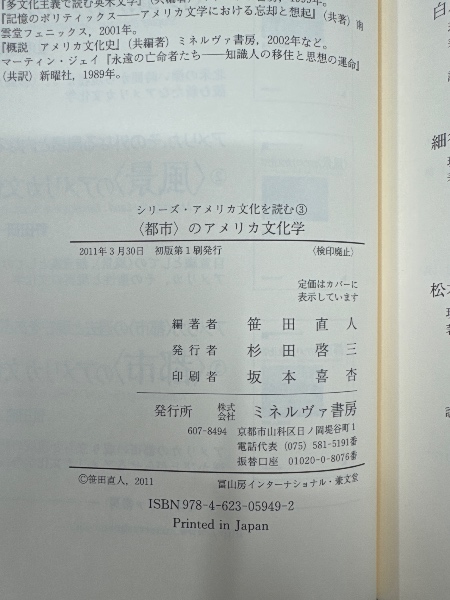 『多文化主義で読む英米文学』(共編
『記憶のポリティックス——アメリカ文学における忘却と想起』(共著)南
雲堂フェニックス，2001年。
『概説 アメリカ文化史』(共編著)ミネルヴァ書房，2002年など。
マーティン・ジェイ『永遠の亡命者たち——知識人の移住と思想の運命』
(共訳)新曜社，1989年。
シリーズ・アメリカ文化を読む③
〈都市〉のアメリカ文化学
2011年3月30日 初版第1刷発行 〈検印廃止〉
定価はカバーに
表示しています
編著者 笹田直人
発行者 杉田啓三
印刷者 坂本喜杏
発行所 株式会社 ミネルヴァ書房
607-8494 京都市山科区日ノ岡堤谷町1
電話代表 (075) 581-5191番
振替口座 01020-0-8076番
©笹田直人，2011 冨山房インターナショナル・兼文堂
ISBN978-4-623-05949-2
Printed in Japan
細
松